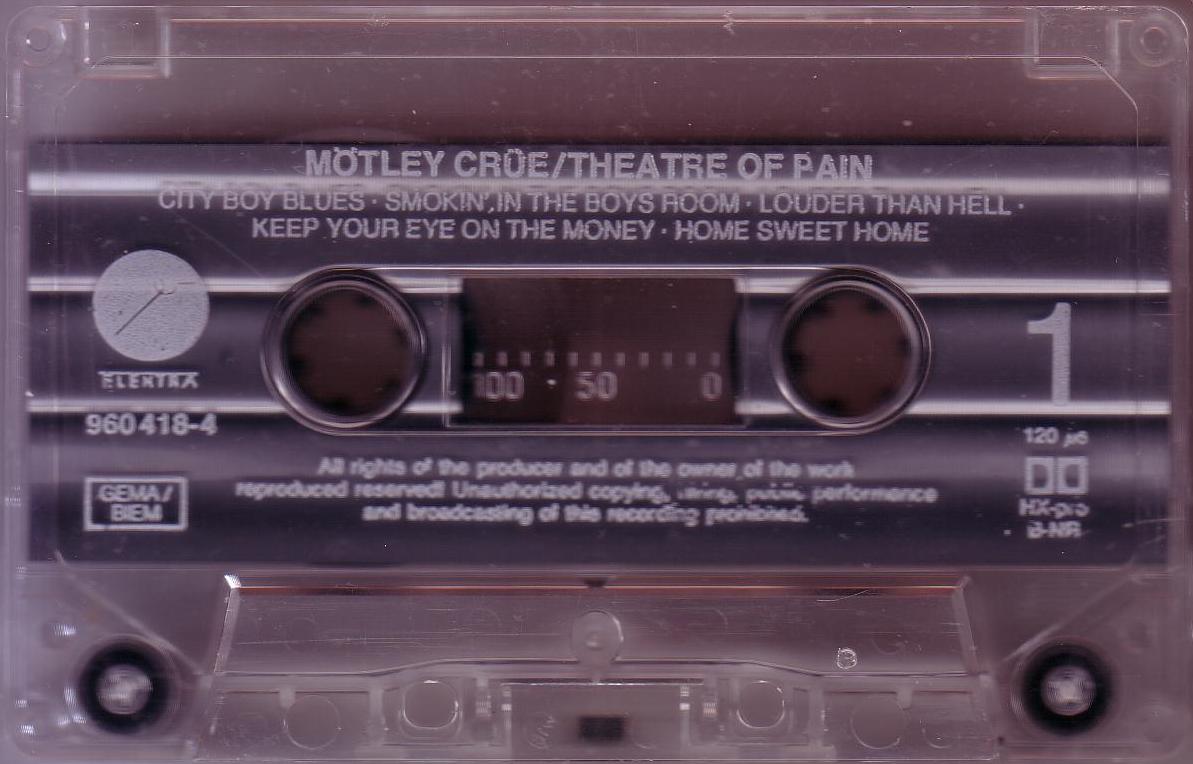 MÖTLEY CRÜE/THEATRE OF PAIN
CITY BOY BLUES · SMOKIN' IN THE BOYS ROOM · LOUDER THAN HELL ·
KEEP YOUR EYE ON THE MONEY · HOME SWEET HOME
ELEKTRA
960 418-4
GEMA/
BIEM
100 · 50 0
1
120 µs
HX-pro
B-NR
All rights of the producer and of the owner of the work
reproduced reserved! Unauthorized copying, hiring, public performance
and broadcasting of this recording prohibited.